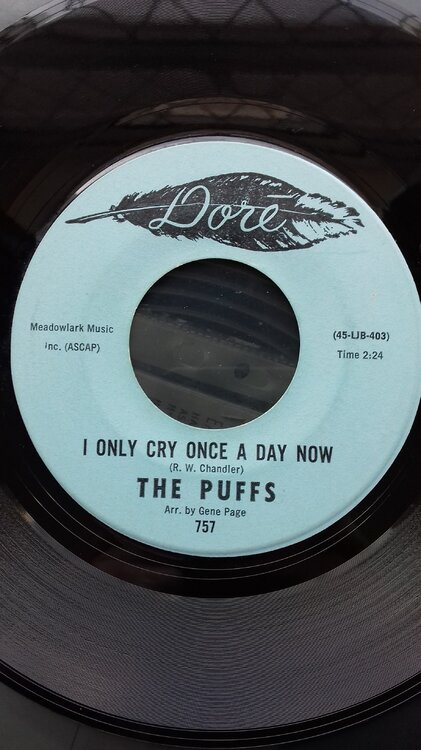 Doré
Meadowlark Music
Inc. (ASCAP)
(45-LJB-403)
Time 2:24
I ONLY CRY ONCE A DAY NOW
(R. W. Chandler)
THE PUFFS
Arr. by Gene Page
757